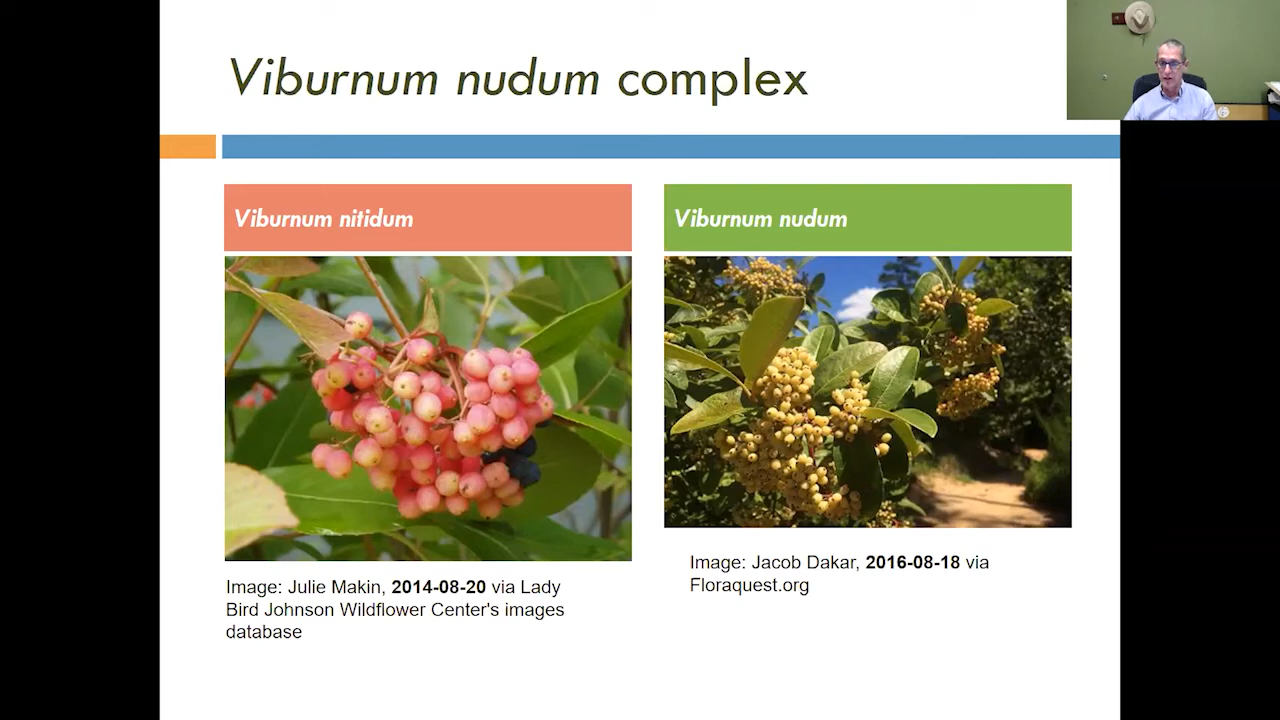 Viburnum nudum complex
Viburnum nitidum
Viburnum nudum
Image: Julie Makin, 2014-08-20 via Lady
Bird Johnson Wildflower Center's images
database
Image: Jacob Dakar, 2016-08-18 via
Floraquest.org